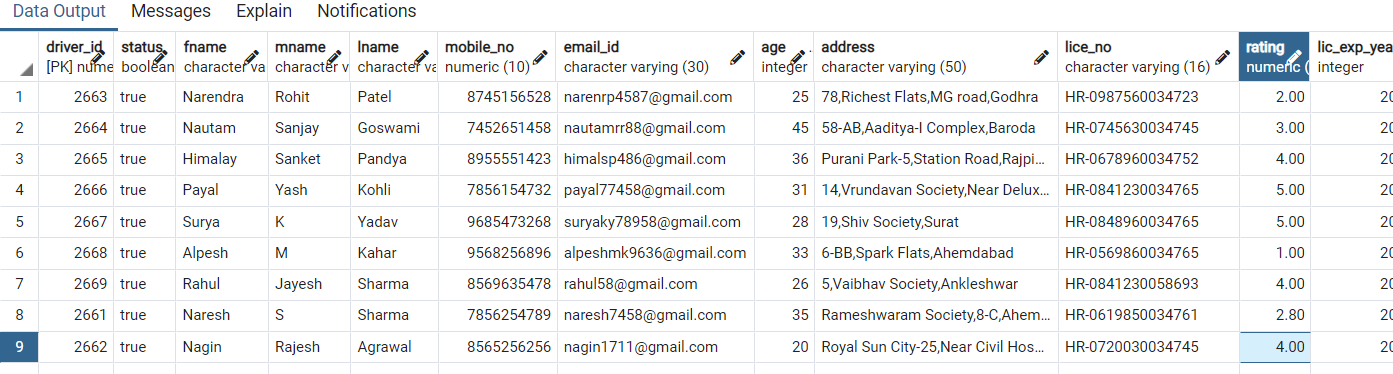 Data Output Messages Explain Notifications
driver_id status fname mname lname mobile_no email_id age address lice_no rating lic_exp_yea
[PK] nume boolean character va character v character va numeric (10) character varying (30) integer character varying (50) character varying (16) numeric ( integer
1 2663 true Narendra Rohit Patel 8745156528 narenrp4587@gmail.com 25 78,Richest Flats,MG road,Godhra HR-0987560034723 2.00 20
2 2664 true Nautam Sanjay Goswami 7452651458 nautamrr88@gmail.com 45 58-AB,Aaditya-I Complex,Baroda HR-0745630034745 3.00 20
3 2665 true Himalay Sanket Pandya 8955551423 himalsp486@gmail.com 36 Purani Park-5,Station Road,Rajpi... HR-0678960034752 4.00 20
4 2666 true Payal Yash Kohli 7856154732 payal77458@gmail.com 31 14,Vrundavan Society,Near Delux... HR-0841230034765 5.00 20
5 2667 true Surya K Yadav 9685473268 suryaky78958@gmail.com 28 19,Shiv Society,Surat HR-0848960034765 5.00 20
6 2668 true Alpesh M Kahar 9568256896 alpeshmk9636@gmail.com 33 6-BB,Spark Flats,Ahemdabad HR-0569860034765 1.00 20
7 2669 true Rahul Jayesh Sharma 8569635478 rahul58@gmail.com 26 5,Vaibhav Society,Ankleshwar HR-0841230058693 4.00 20
8 2661 true Naresh S Sharma 7856254789 naresh7458@gmail.com 35 Rameshwaram Society,8-C,Ahem... HR-0619850034761 2.80 20
9 2662 true Nagin Rajesh Agrawal 8565256256 nagin1711@gmail.com 20 Royal Sun City-25,Near Civil Hos... HR-0720030034745 4.00 20